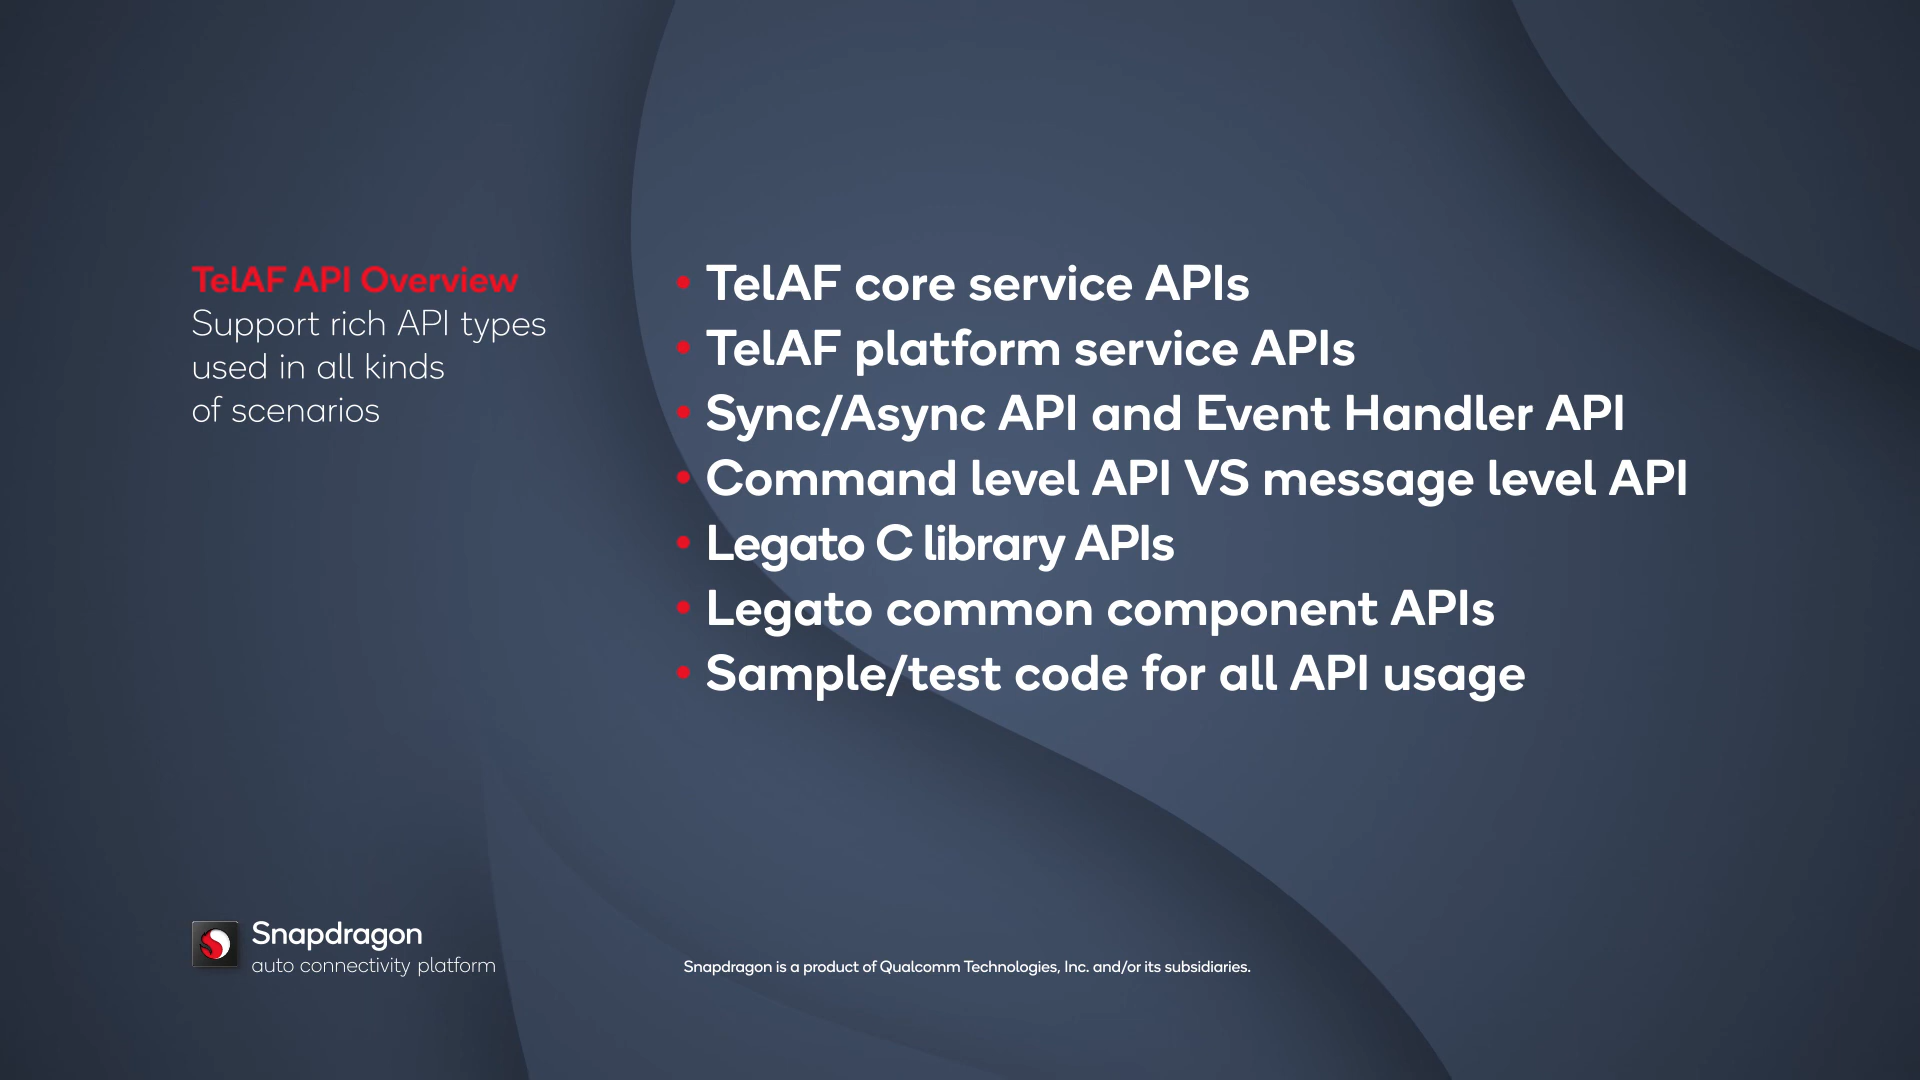 TelAF API Overview
Support rich API types
used in all kinds
of scenarios
• TelAF core service APIs
• TelAF platform service APIs
• Sync/Async API and Event Handler API
• Command level API VS message level API
• Legato C library APIs
• Legato common component APIs
• Sample/test code for all API usage
Snapdragon
auto connectivity platform
Snapdragon is a product of Qualcomm Technologies, Inc. and/or its subsidiaries.